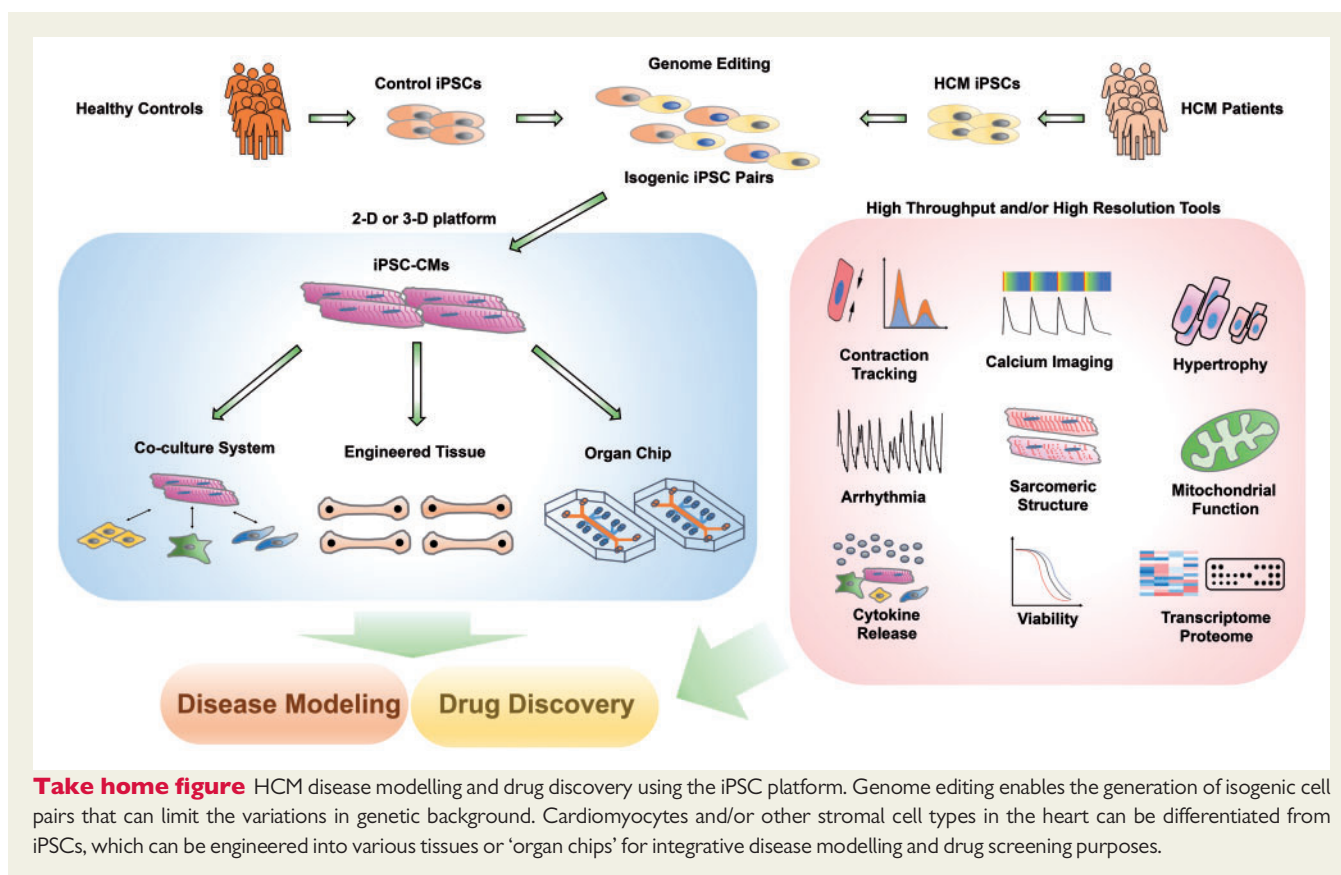 Healthy Controls
Control iPSCs
Genome Editing
Isogenic iPSC Pairs
HCM iPSCs
HCM Patients
2-D or 3-D platform
iPSC-CMs
Co-culture System
Engineered Tissue
Organ Chip
High Throughput and/or High Resolution Tools
Contraction
Tracking
Calcium Imaging
Hypertrophy
Arrhythmia
Sarcomeric
Structure
Mitochondrial
Function
Cytokine
Release
Viability
Transcriptome
Proteome
Disease Modeling
Drug Discovery
Take home figure HCM disease modelling and drug discovery using the iPSC platform. Genome editing enables the generation of isogenic cell
pairs that can limit the variations in genetic background. Cardiomyocytes and/or other stromal cell types in the heart can be differentiated from
iPSCs, which can be engineered into various tissues or ‘organ chips’ for integrative disease modelling and drug screening purposes.